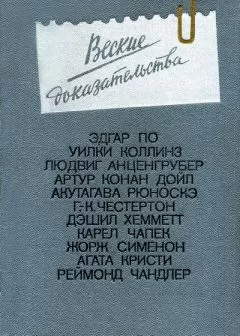 Веские
доказательства
ЭДГАР ПО
УИЛКИ КОЛЛИНЗ
ЛЮДВИГ АНЦЕНГРУБЕР
АРТУР КОНАН ДОЙЛ
АКУТАГАВА РЮНОСКЭ
Г.-К. ЧЕСТЕРТОН
ДЭШИЛ ХЕММЕТТ
КАРЕЛ ЧАПЕК
ЖОРЖ СИМЕНОН
АГАТА КРИСТИ
РЕЙМОНД ЧАНДЛЕР